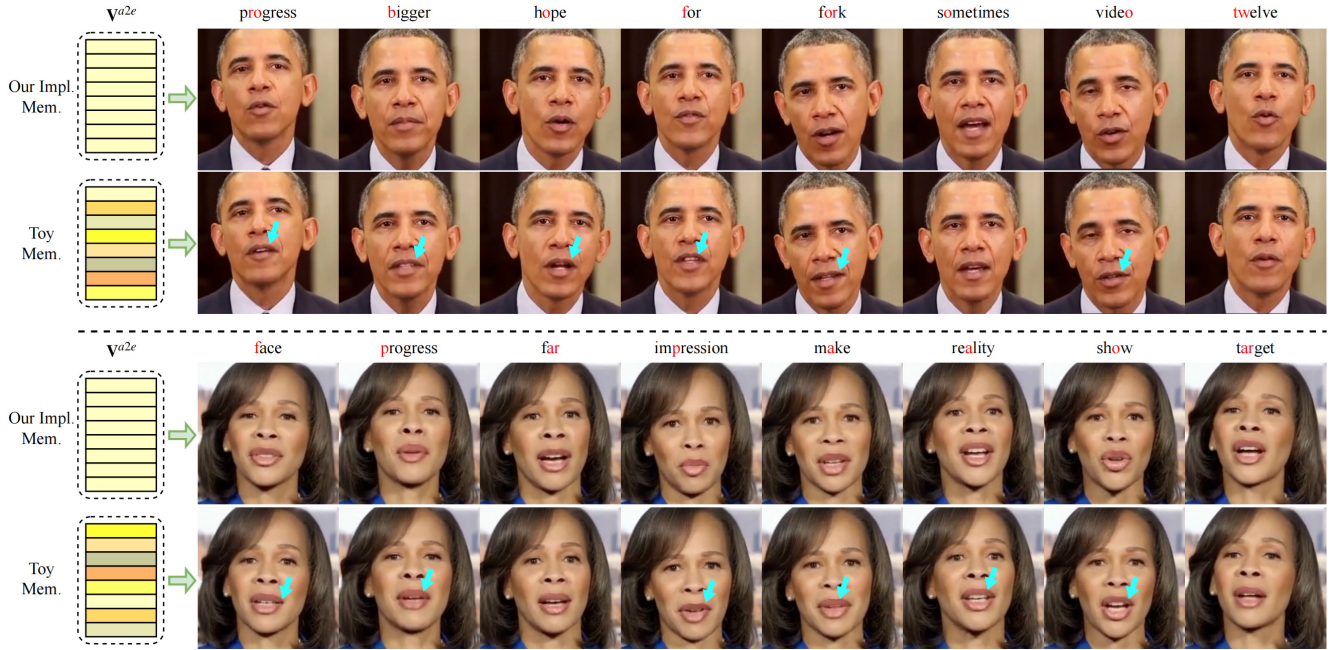 V^a2e progress bigger hope for fork sometimes video twelve
Our Impl.
Mem.
Toy
Mem.
V^a2e face progress far impression make reality show target
Our Impl.
Mem.
Toy
Mem.